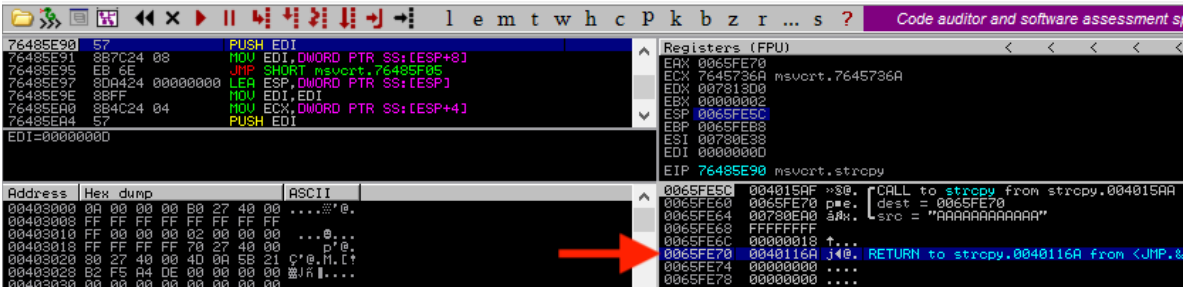 l e m t w h c P k b z r ... s ?
Code auditor and software assessment sp
76485E90 57 PUSH EDI
76485E91 8B7C24 08 MOV EDI,DWORD PTR SS:[ESP+8]
76485E95 EB 6E JMP SHORT msvcrt.76485F05
76485E97 8DA424 00000000 LEA ESP,DWORD PTR SS:[ESP]
76485E9E 8BFF MOV EDI,EDI
76485EA0 8B4C24 04 MOV ECX,DWORD PTR SS:[ESP+4]
76485EA4 57 PUSH EDI
EDI=0000000D
Registers (FPU) < < < < <
EAX 0065FE70
ECX 7645736A msvcrt.7645736A
EDX 007813D0
EBX 00000002
ESP 0065FE5C
EBP 0065FEB8
ESI 00780E38
EDI 0000000D
EIP 76485E90 msvcrt.strcpy
Address Hex dump ASCII
00403000 0A 00 00 00 B0 27 40 00 ....░'@.
00403008 FF FF FF FF FF FF FF FF
00403010 FF 00 00 00 02 00 00 00 ...☻...
00403018 FF FF FF FF 70 27 40 00 p'@.
00403020 80 27 40 00 4D 0A 5B 21 Ç'@.M.[!
00403028 B2 F5 A4 DE 00 00 00 00
00403030 00 00 00 00 00 00 00 00
0065FE5C 004015AF »§@. CALL to strcpy from strcpy.004015AA
0065FE60 0065FE70 p■e. dest = 0065FE70
0065FE64 00780EA0 á♫x. src = "AAAAAAAAAAAA"
0065FE68 FFFFFFFF
0065FE6C 00000018 ↑...
0065FE70 0040116A j◄@. RETURN to strcpy.0040116A from <JMP.&
0065FE74 00000000 ....
0065FE78 00000000 ....